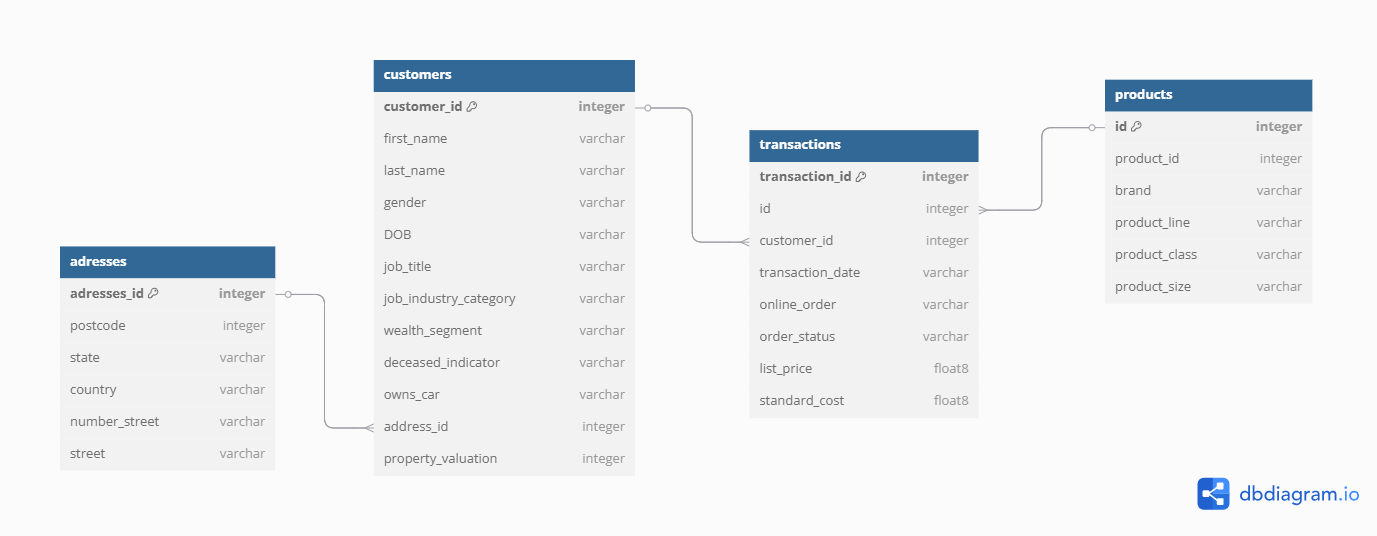 adresses
adresses_id integer
postcode integer
state varchar
country varchar
number_street varchar
street varchar
customers
customer_id integer
first_name varchar
last_name varchar
gender varchar
DOB varchar
job_title varchar
job_industry_category varchar
wealth_segment varchar
deceased_indicator varchar
owns_car varchar
address_id integer
property_valuation integer
transactions
transaction_id integer
id integer
customer_id integer
transaction_date varchar
online_order varchar
order_status varchar
list_price float8
standard_cost float8
products
id integer
product_id integer
brand varchar
product_line varchar
product_class varchar
product_size varchar
dbdiagram.io